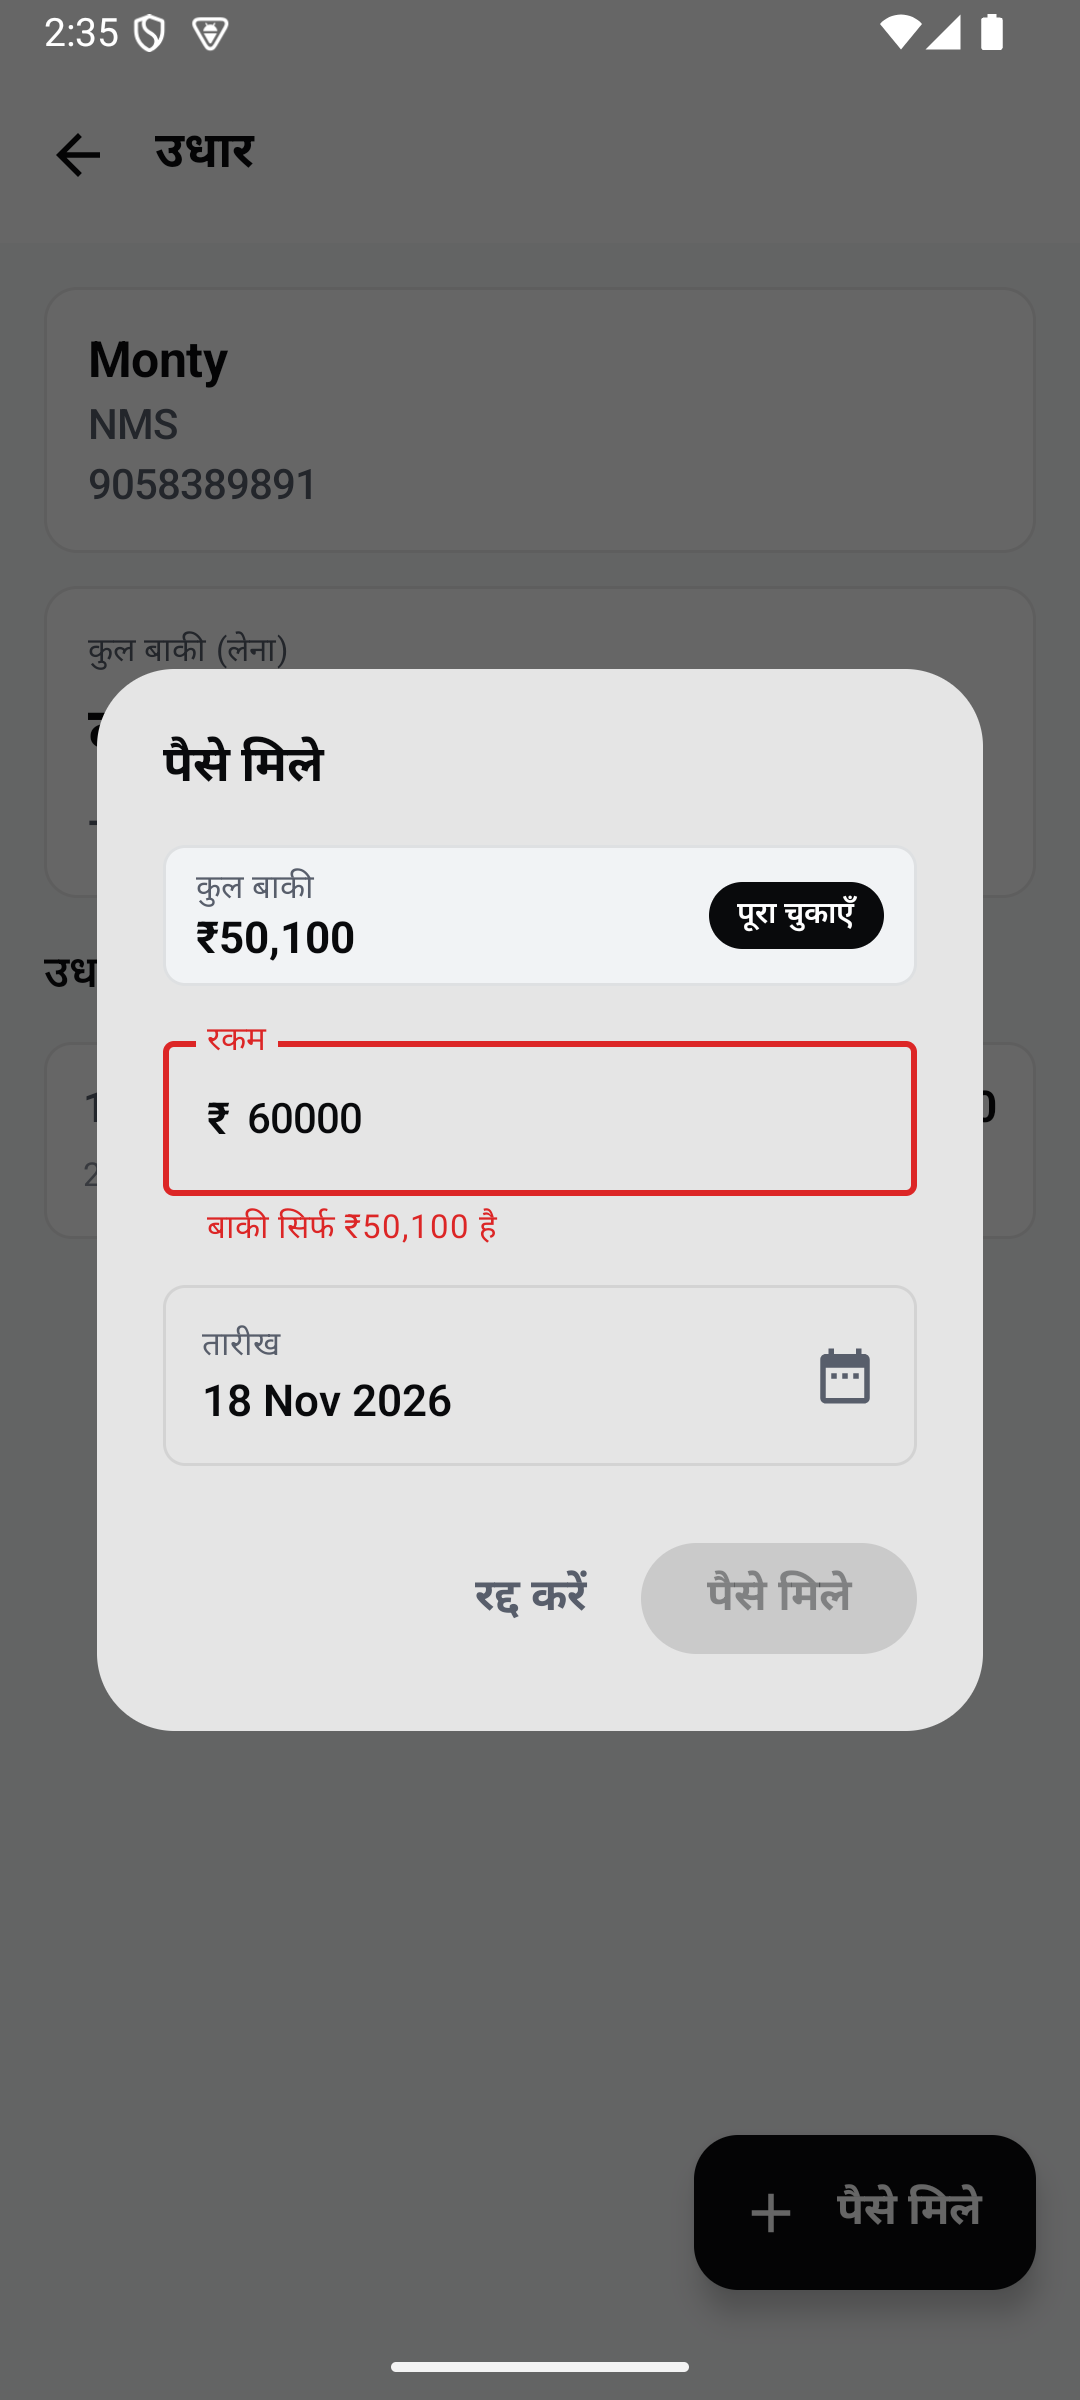 2:35
उधार
Monty
NMS
9058389891
कुल बाकी (लेना)
पैसे मिले
कुल बाकी
₹50,100
पूरा चुकाएँ
रकम
₹ 60000
बाकी सिर्फ ₹50,100 है
तारीख
18 Nov 2026
रद्द करें
पैसे मिले
+ पैसे मिले